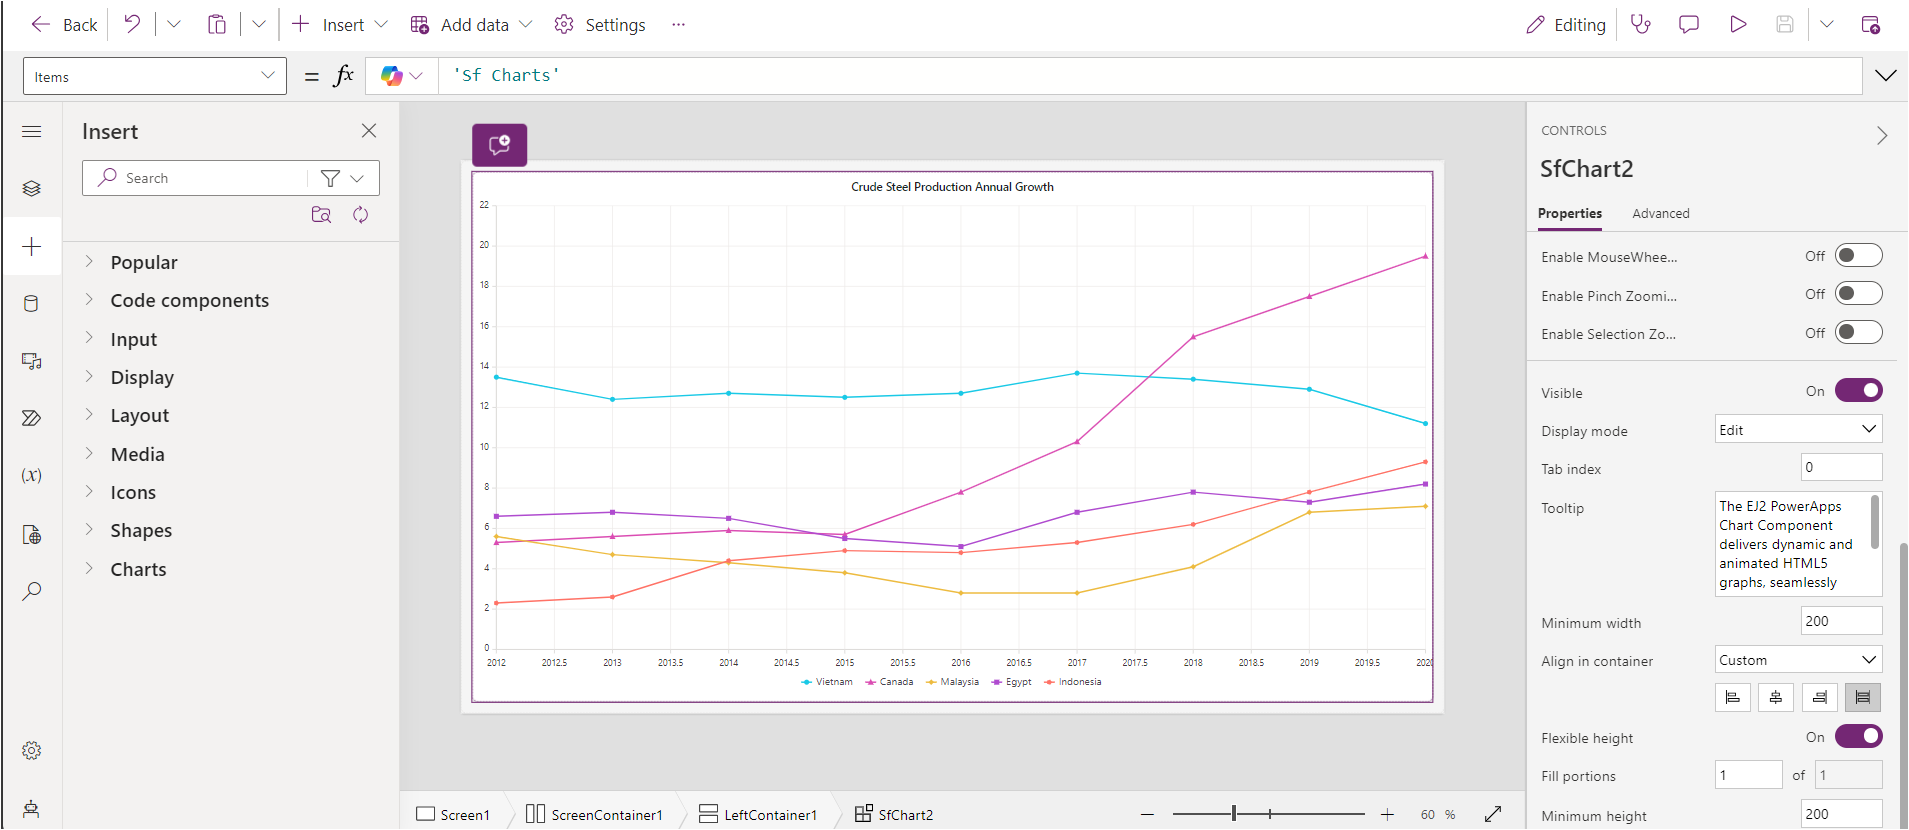 Back
Insert
Add data
Settings
Editing
Items
= fx
'Sf Charts'
Insert
Search
Popular
Code components
Input
Display
Layout
Media
Icons
Shapes
Charts
(x)
Crude Steel Production Annual Growth
22
20
18
16
14
12
10
8
6
4
2
0
2012 2012.5 2013 2013.5 2014 2014.5 2015 2015.5 2016 2016.5 2017 2017.5 2018 2018.5 2019 2019.5 2020
Vietnam Canada Malaysia Egypt Indonesia
Screen1 ScreenContainer1 LeftContainer1 SfChart2
60 %
CONTROLS
SfChart2
Properties Advanced
Enable MouseWhee... Off
Enable Pinch Zoomi... Off
Enable Selection Zo... Off
Visible On
Display mode Edit
Tab index 0
Tooltip
The EJ2 PowerApps
Chart Component
delivers dynamic and
animated HTML5
graphs, seamlessly
Minimum width 200
Align in container Custom
Flexible height On
Fill portions 1 of 1
Minimum height 200